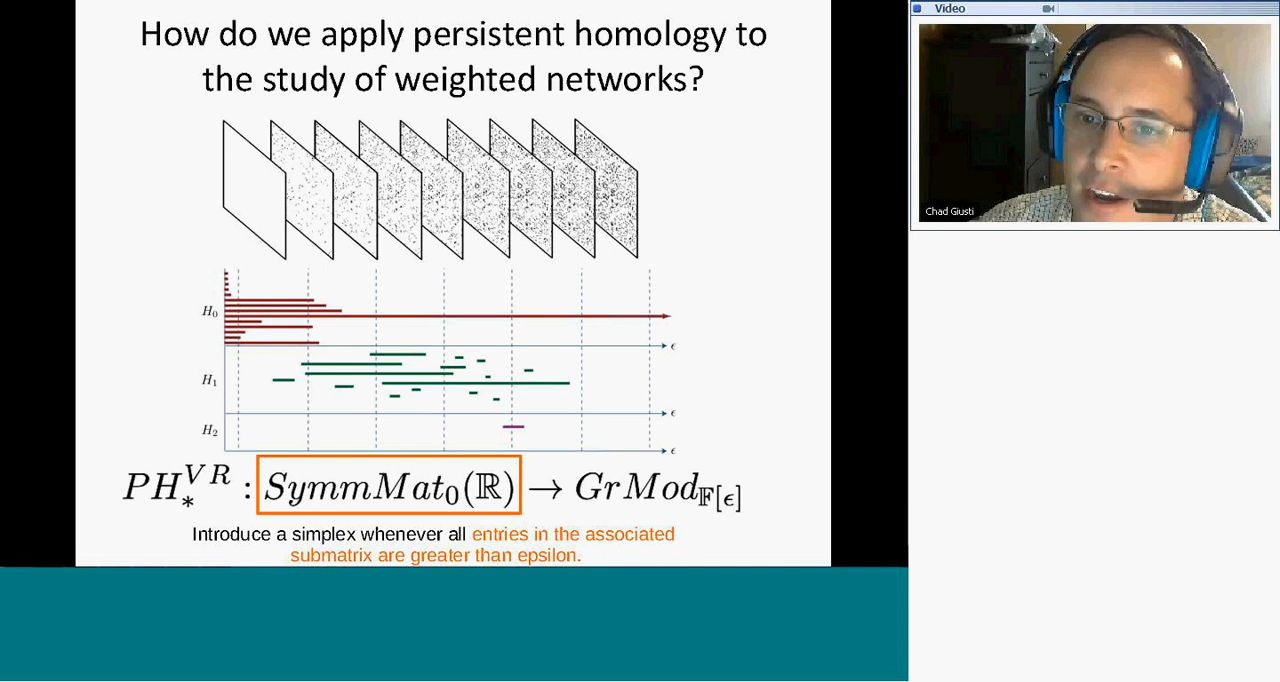 How do we apply persistent homology to
the study of weighted networks?
H₀
ϵ
H₁
ϵ
H₂
ϵ
PH_*^{VR} : SymmMat₀(ℝ) → GrMod_{𝔽[ϵ]}
Introduce a simplex whenever all entries in the associated
submatrix are greater than epsilon.
Video
Chad Giusti